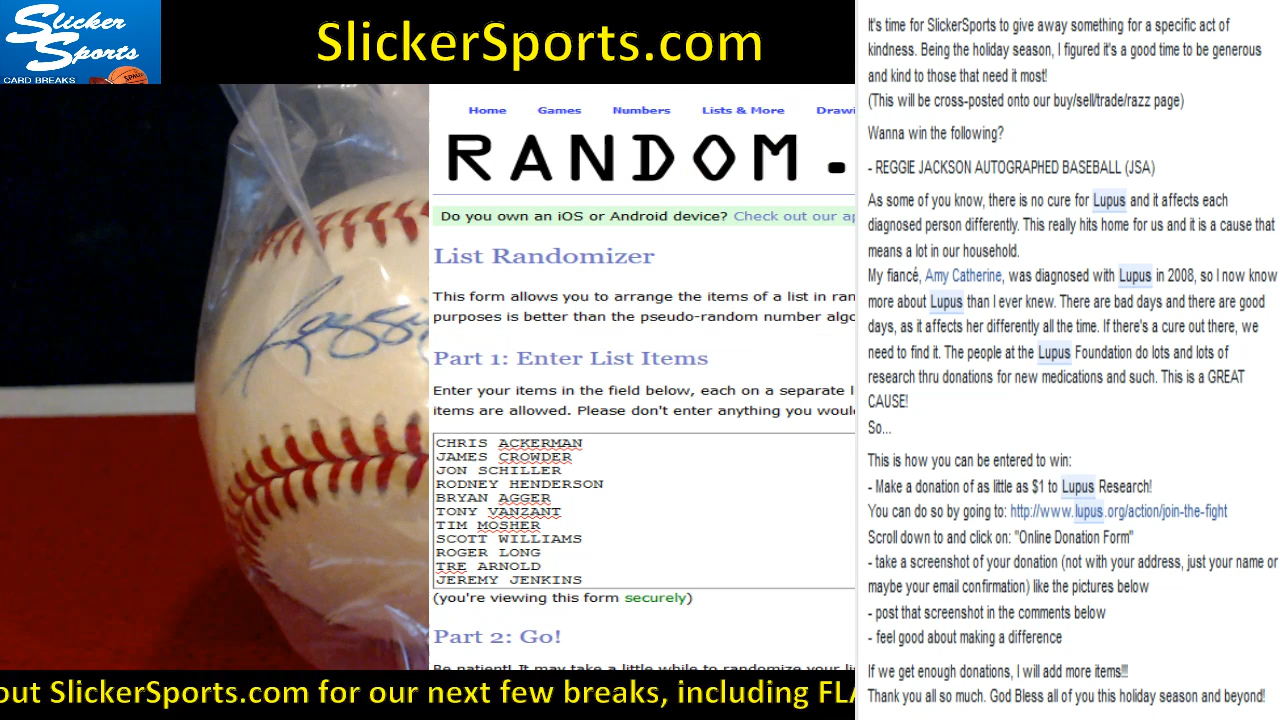 Slicker
Sports
CARD BREAKS
SlickerSports.com
Home Games Numbers Lists & More
RANDOM.
Do you own an iOS or Android device? Check out our
List Randomizer
This form allows you to arrange the items of a list in
purposes is better than the pseudo-random number
Part 1: Enter List Items
Enter your items in the field below, each on a separate
items are allowed. Please don't enter anything you
CHRIS ACKERMAN
JAMES CROWDER
JON SCHILLER
RODNEY HENDERSON
BRYAN AGGER
TONY VANZANT
TIM MOSHER
SCOTT WILLIAMS
ROGER LONG
TRE ARNOLD
JEREMY JENKINS
(you're viewing this form securely)
Part 2: Go!
Be patient! It may take a little while to randomize your
out SlickerSports.com for our next few breaks, including
It's time for SlickerSports to give away something for a specific act of
kindness. Being the holiday season, I figured it's a good time to be generous
and kind to those that need it most!
(This will be cross-posted onto our buy/sell/trade/razz page)
Wanna win the following?
- REGGIE JACKSON AUTOGRAPHED BASEBALL (JSA)
As some of you know, there is no cure for Lupus and it affects each
diagnosed person differently. This really hits home for us and it is a cause that
means a lot in our household.
My fiancé, Amy Catherine, was diagnosed with Lupus in 2008, so I now know
more about Lupus than I ever knew. There are bad days and there are good
days, as it affects her differently all the time. If there's a cure out there, we
need to find it. The people at the Lupus Foundation do lots and lots of
research thru donations for new medications and such. This is a GREAT
CAUSE!
So...
This is how you can be entered to win:
- Make a donation of as little as $1 to Lupus Research!
You can do so by going to: http://www.lupus.org/action/join-the-fight
Scroll down to and click on: "Online Donation Form"
- take a screenshot of your donation (not with your address, just your name or
maybe your email confirmation) like the pictures below
- post that screenshot in the comments below
- feel good about making a difference
If we get enough donations, I will add more items!!!
Thank you all so much. God Bless all of you this holiday season and beyond!